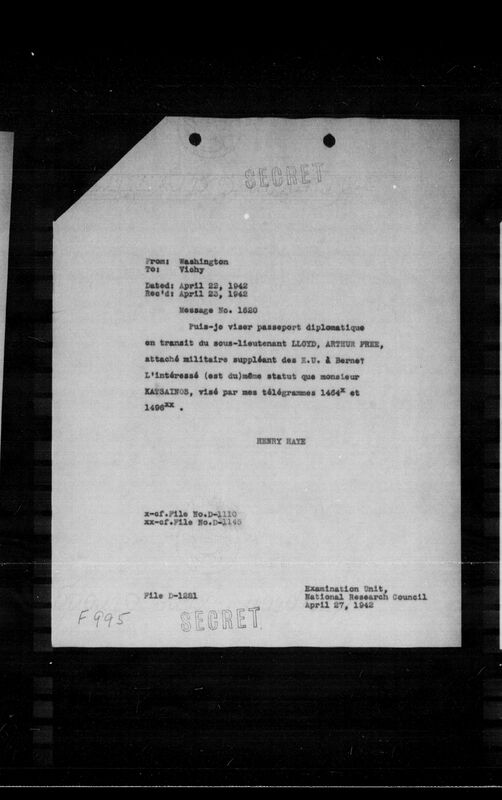 SECRET
From: Washington
To: Vichy
Dated: April 22, 1942
Rec'd: April 23, 1942
Message No. 1620
Puis-je viser passeport diplomatique
en transit du sous-lieutenant LLOYD, ARTHUR FREE,
attaché militaire suppléant des E.U. à Berne?
L'intéressé (est du)même statut que monsieur
KATSAINOS, visé par mes télégrammes 1464x et
1496xx .
HENRY HAYE
x-cf.File No.D-1110
xx-cf.File No.D-1145
File D-1281
Examination Unit,
National Research Council
April 27, 1942
F995
SECRET